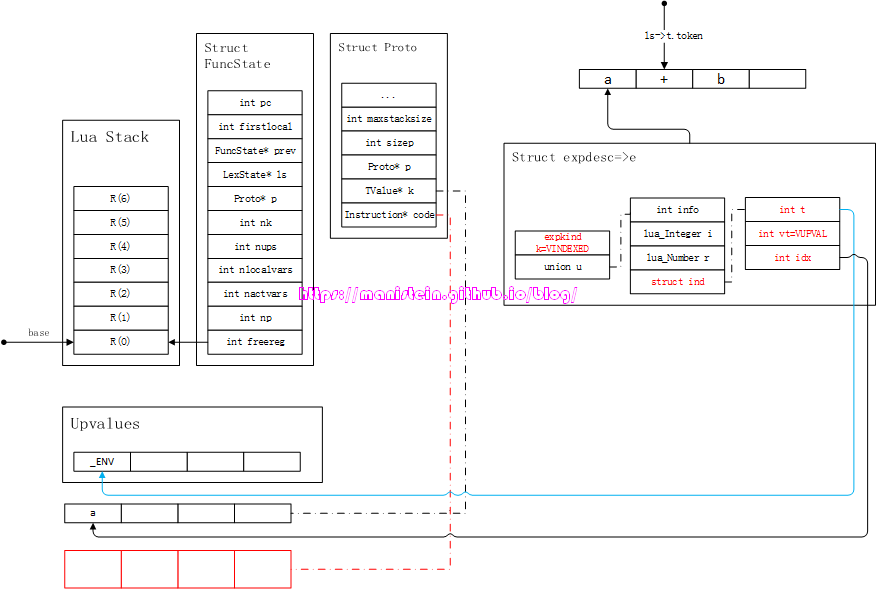 ls->t.token
a
+
b
Struct FuncState
int pc
int firstlocal
FuncState* prev
LexState* ls
Proto* p
int nk
int nups
int nlocalvars
int nactvars
int np
int freereg
Struct Proto
...
int maxstacksize
int sizep
Proto* p
TValue* k
Instruction* code
Lua Stack
R(6)
R(5)
R(4)
R(3)
R(2)
R(1)
R(0)
base
Struct expdesc=>e
expkind
k=VINDEXED
union u
int info
lua_Integer i
lua_Number r
struct ind
int t
int vt=VUPVAL
int idx
https://manistein.github.io/blog/
Upvalues
_ENV
a